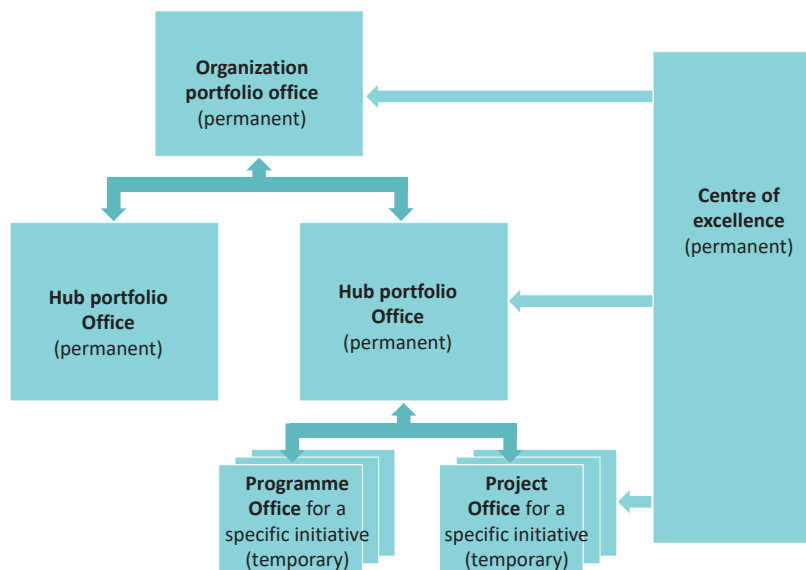 Organization
portfolio office
(permanent)
Centre of
excellence
(permanent)
Hub portfolio
Office
(permanent)
Hub portfolio
Office
(permanent)
Programme
Office for a
specific initiative
(temporary)
Project
Office for a
specific initiative
(temporary)